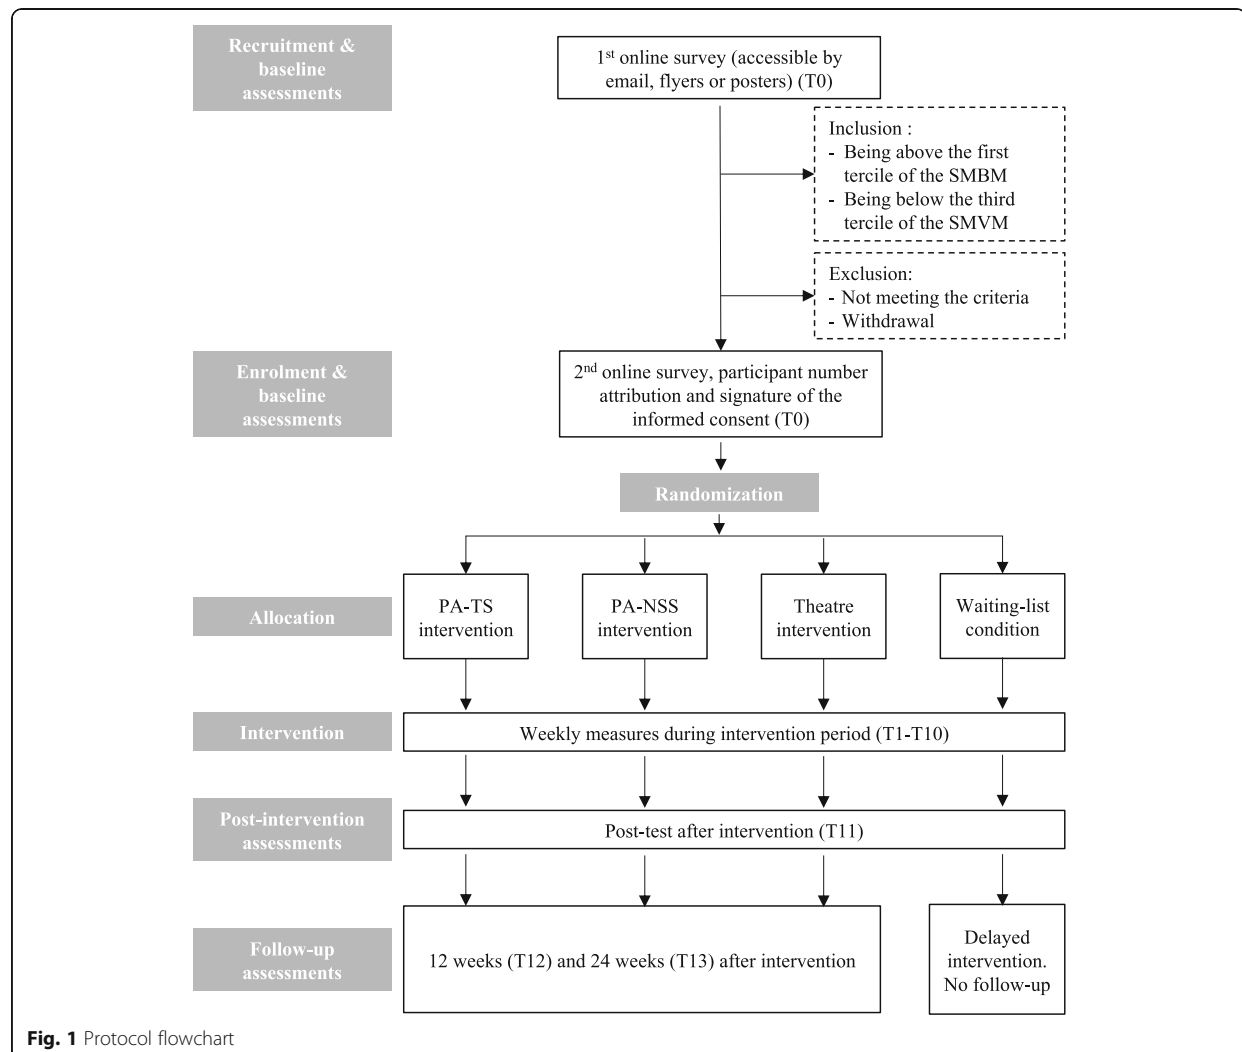 Recruitment &
baseline
assessments
1st online survey (accessible by
email, flyers or posters) (T0)
Inclusion :
- Being above the first
tercile of the SMBM
- Being below the third
tercile of the SMVM
Exclusion:
- Not meeting the criteria
- Withdrawal
Enrolment &
baseline
assessments
2nd online survey, participant number
attribution and signature of the
informed consent (T0)
Randomization
Allocation
PA-TS
intervention
PA-NSS
intervention
Theatre
intervention
Waiting-list
condition
Intervention
Weekly measures during intervention period (T1-T10)
Post-intervention
assessments
Post-test after intervention (T11)
Follow-up
assessments
12 weeks (T12) and 24 weeks (T13) after intervention
Delayed
intervention.
No follow-up
Fig. 1 Protocol flowchart